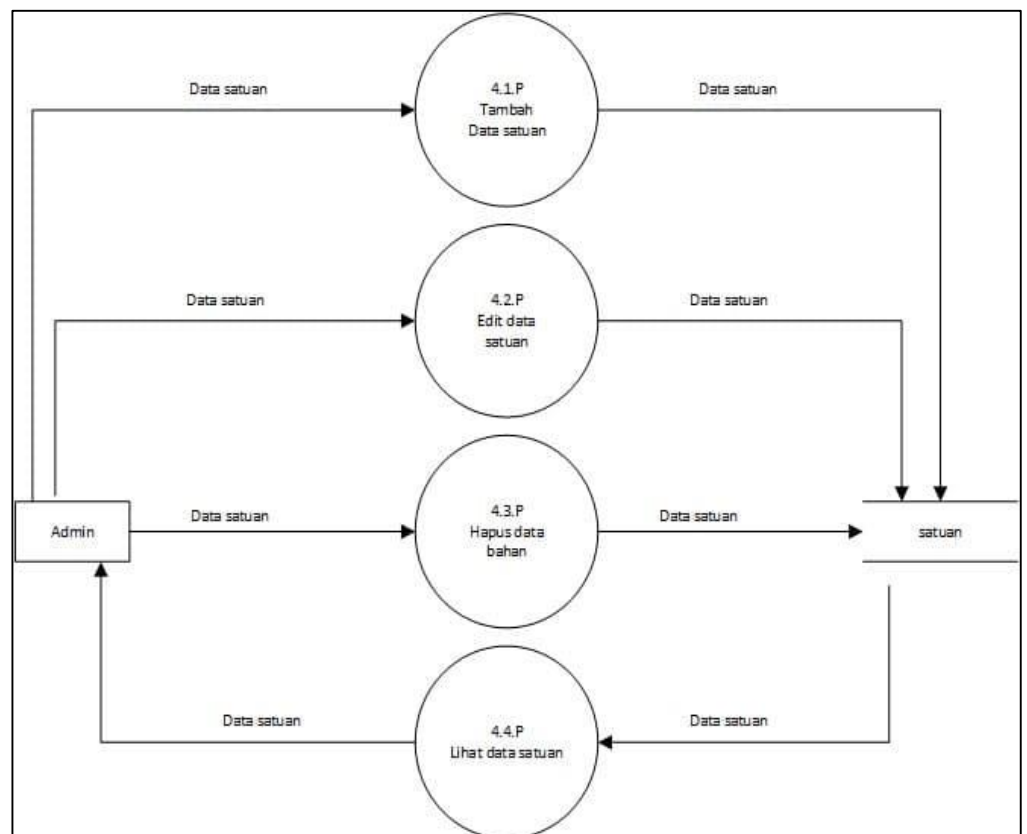 Data satuan
4.1.P
Tambah
Data satuan
Data satuan
Data satuan
4.2.P
Edit data
satuan
Data satuan
Admin
Data satuan
4.3.P
Hapus data
bahan
Data satuan
satuan
Data satuan
4.4.P
Lihat data satuan
Data satuan